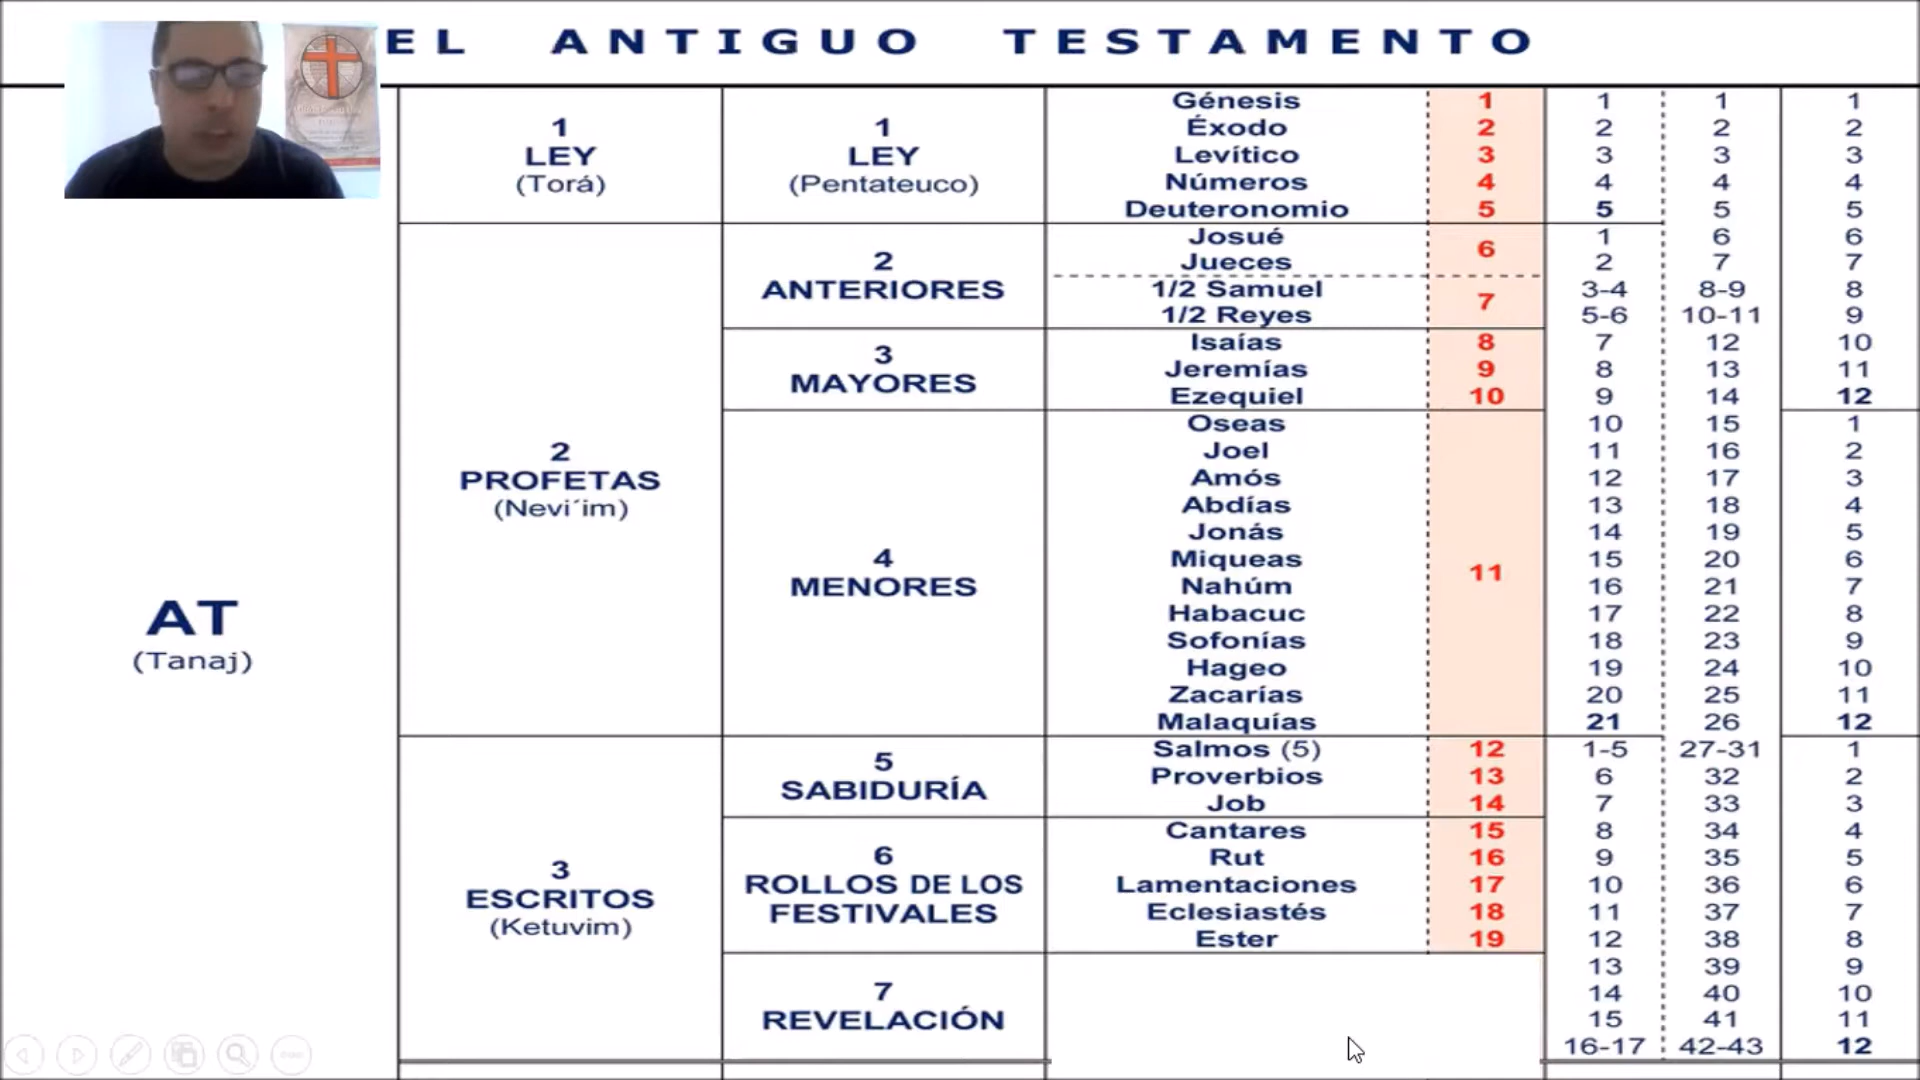 EL ANTIGUO TESTAMENTO
AT
(Tanaj)
1
LEY
(Torá)
1
LEY
(Pentateuco)
Génesis 1 1 1 1
Éxodo 2 2 2 2
Levítico 3 3 3 3
Números 4 4 4 4
Deuteronomio 5 5 5 5
2
PROFETAS
(Nevi´im)
2
ANTERIORES
Josué 6 1 6 6
Jueces 2 7 7
1/2 Samuel 7 3-4 8-9 8
1/2 Reyes 5-6 10-11 9
3
MAYORES
Isaías 8 7 12 10
Jeremías 9 8 13 11
Ezequiel 10 9 14 12
4
MENORES
Oseas 10 15 1
Joel 11 16 2
Amós 12 17 3
Abdías 13 18 4
Jonás 14 19 5
Miqueas 11 15 20 6
Nahúm 16 21 7
Habacuc 17 22 8
Sofonías 18 23 9
Hageo 19 24 10
Zacarías 20 25 11
Malaquías 21 26 12
3
ESCRITOS
(Ketuvim)
5
SABIDURÍA
Salmos (5) 12 1-5 27-31 1
Proverbios 13 6 32 2
Job 14 7 33 3
6
ROLLOS DE LOS
FESTIVALES
Cantares 15 8 34 4
Rut 16 9 35 5
Lamentaciones 17 10 36 6
Eclesiastés 18 11 37 7
Ester 19 12 38 8
7
REVELACIÓN
13 39 9
14 40 10
15 41 11
16-17 42-43 12